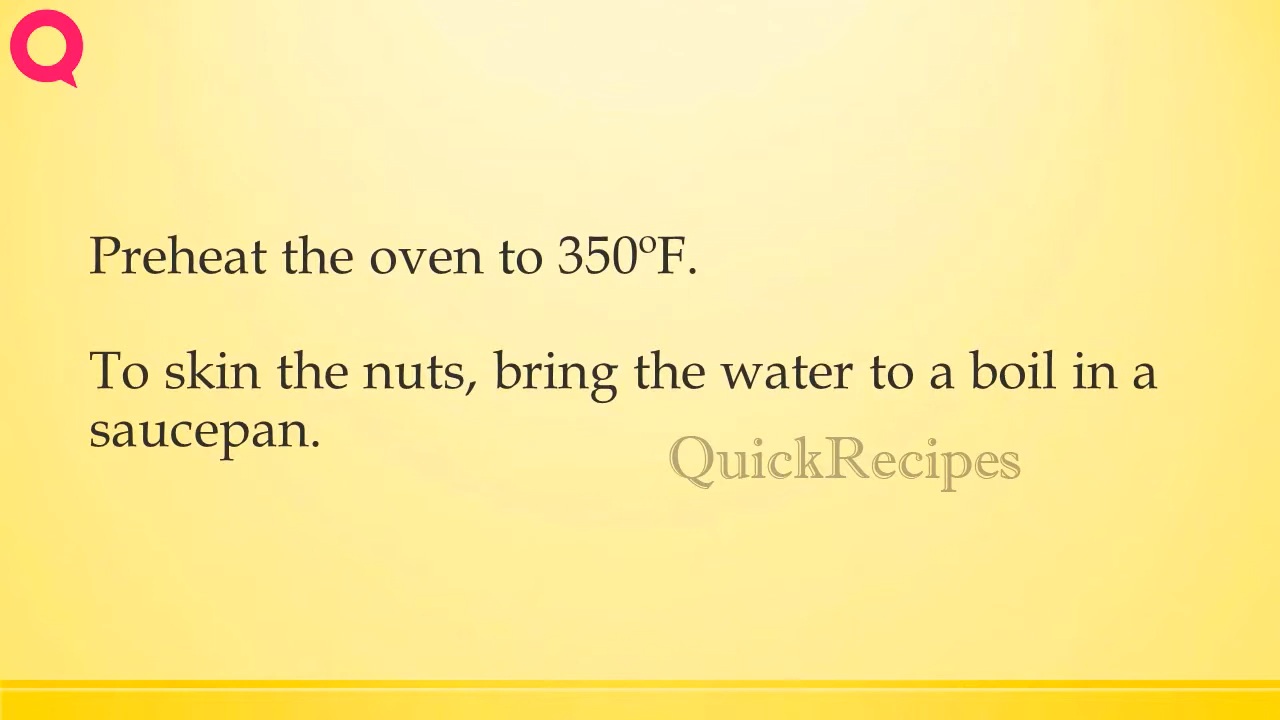 Preheat the oven to 350ºF.
To skin the nuts, bring the water to a boil in a
saucepan.
QuickRecipes